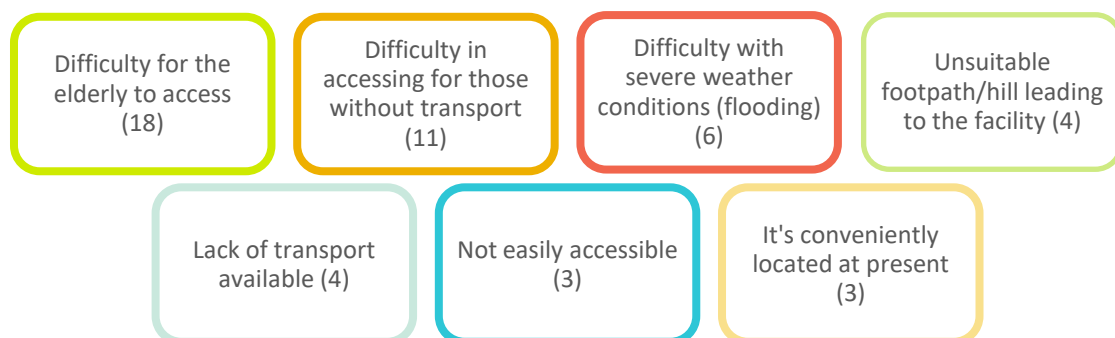 Difficulty for the
elderly to access
(18)
Difficulty in
accessing for those
without transport
(11)
Difficulty with
severe weather
conditions (flooding)
(6)
Unsuitable
footpath/hill leading
to the facility (4)
Lack of transport
available (4)
Not easily accessible
(3)
It's conveniently
located at present
(3)